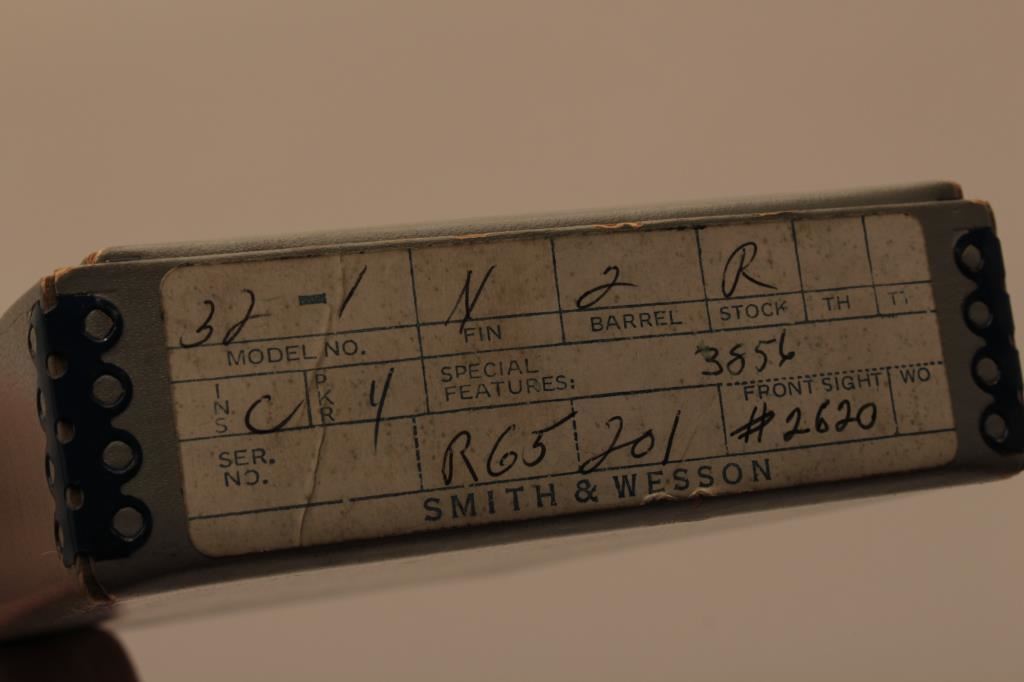 32 - 1 N 2 R
MODEL NO. FIN BARREL STOCK TH
INS C PKR 4 SPECIAL FEATURES: 3856
FRONT SIGHT WO
SER. NO. R65 201 #2620
SMITH & WESSON